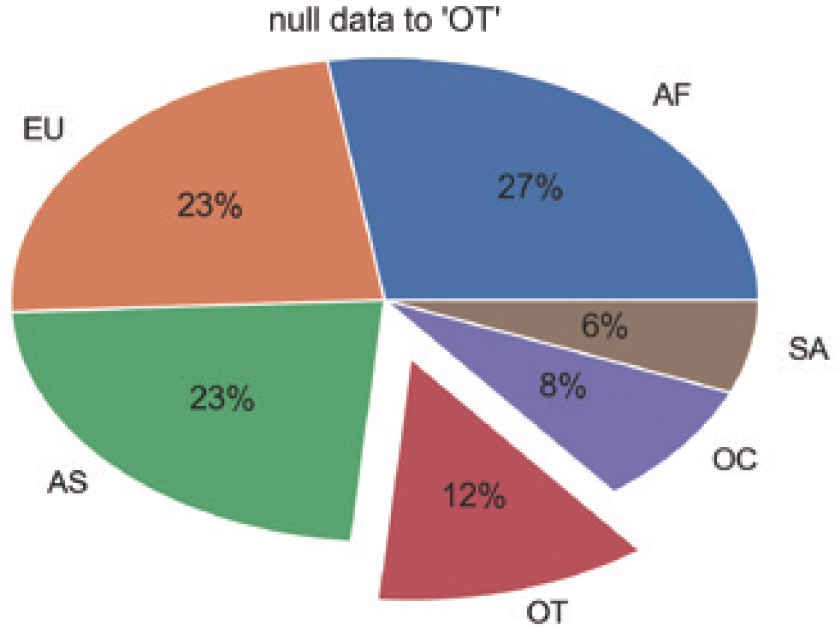 null data to 'OT'
AF
EU
27%
23%
6%
SA
8%
23%
OC
AS
12%
OT